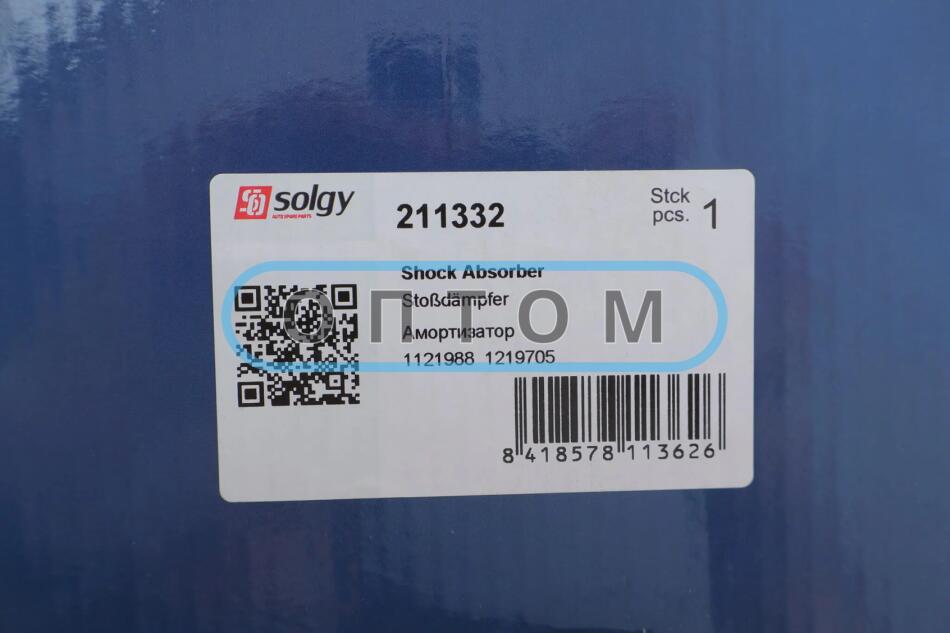 solgy
AUTO SPARE PARTS
211332
Stck
pcs. 1
Shock Absorber
Stoßdämpfer
Амортизатор
1121988 1219705
ОПТОМ
8 418578 113626